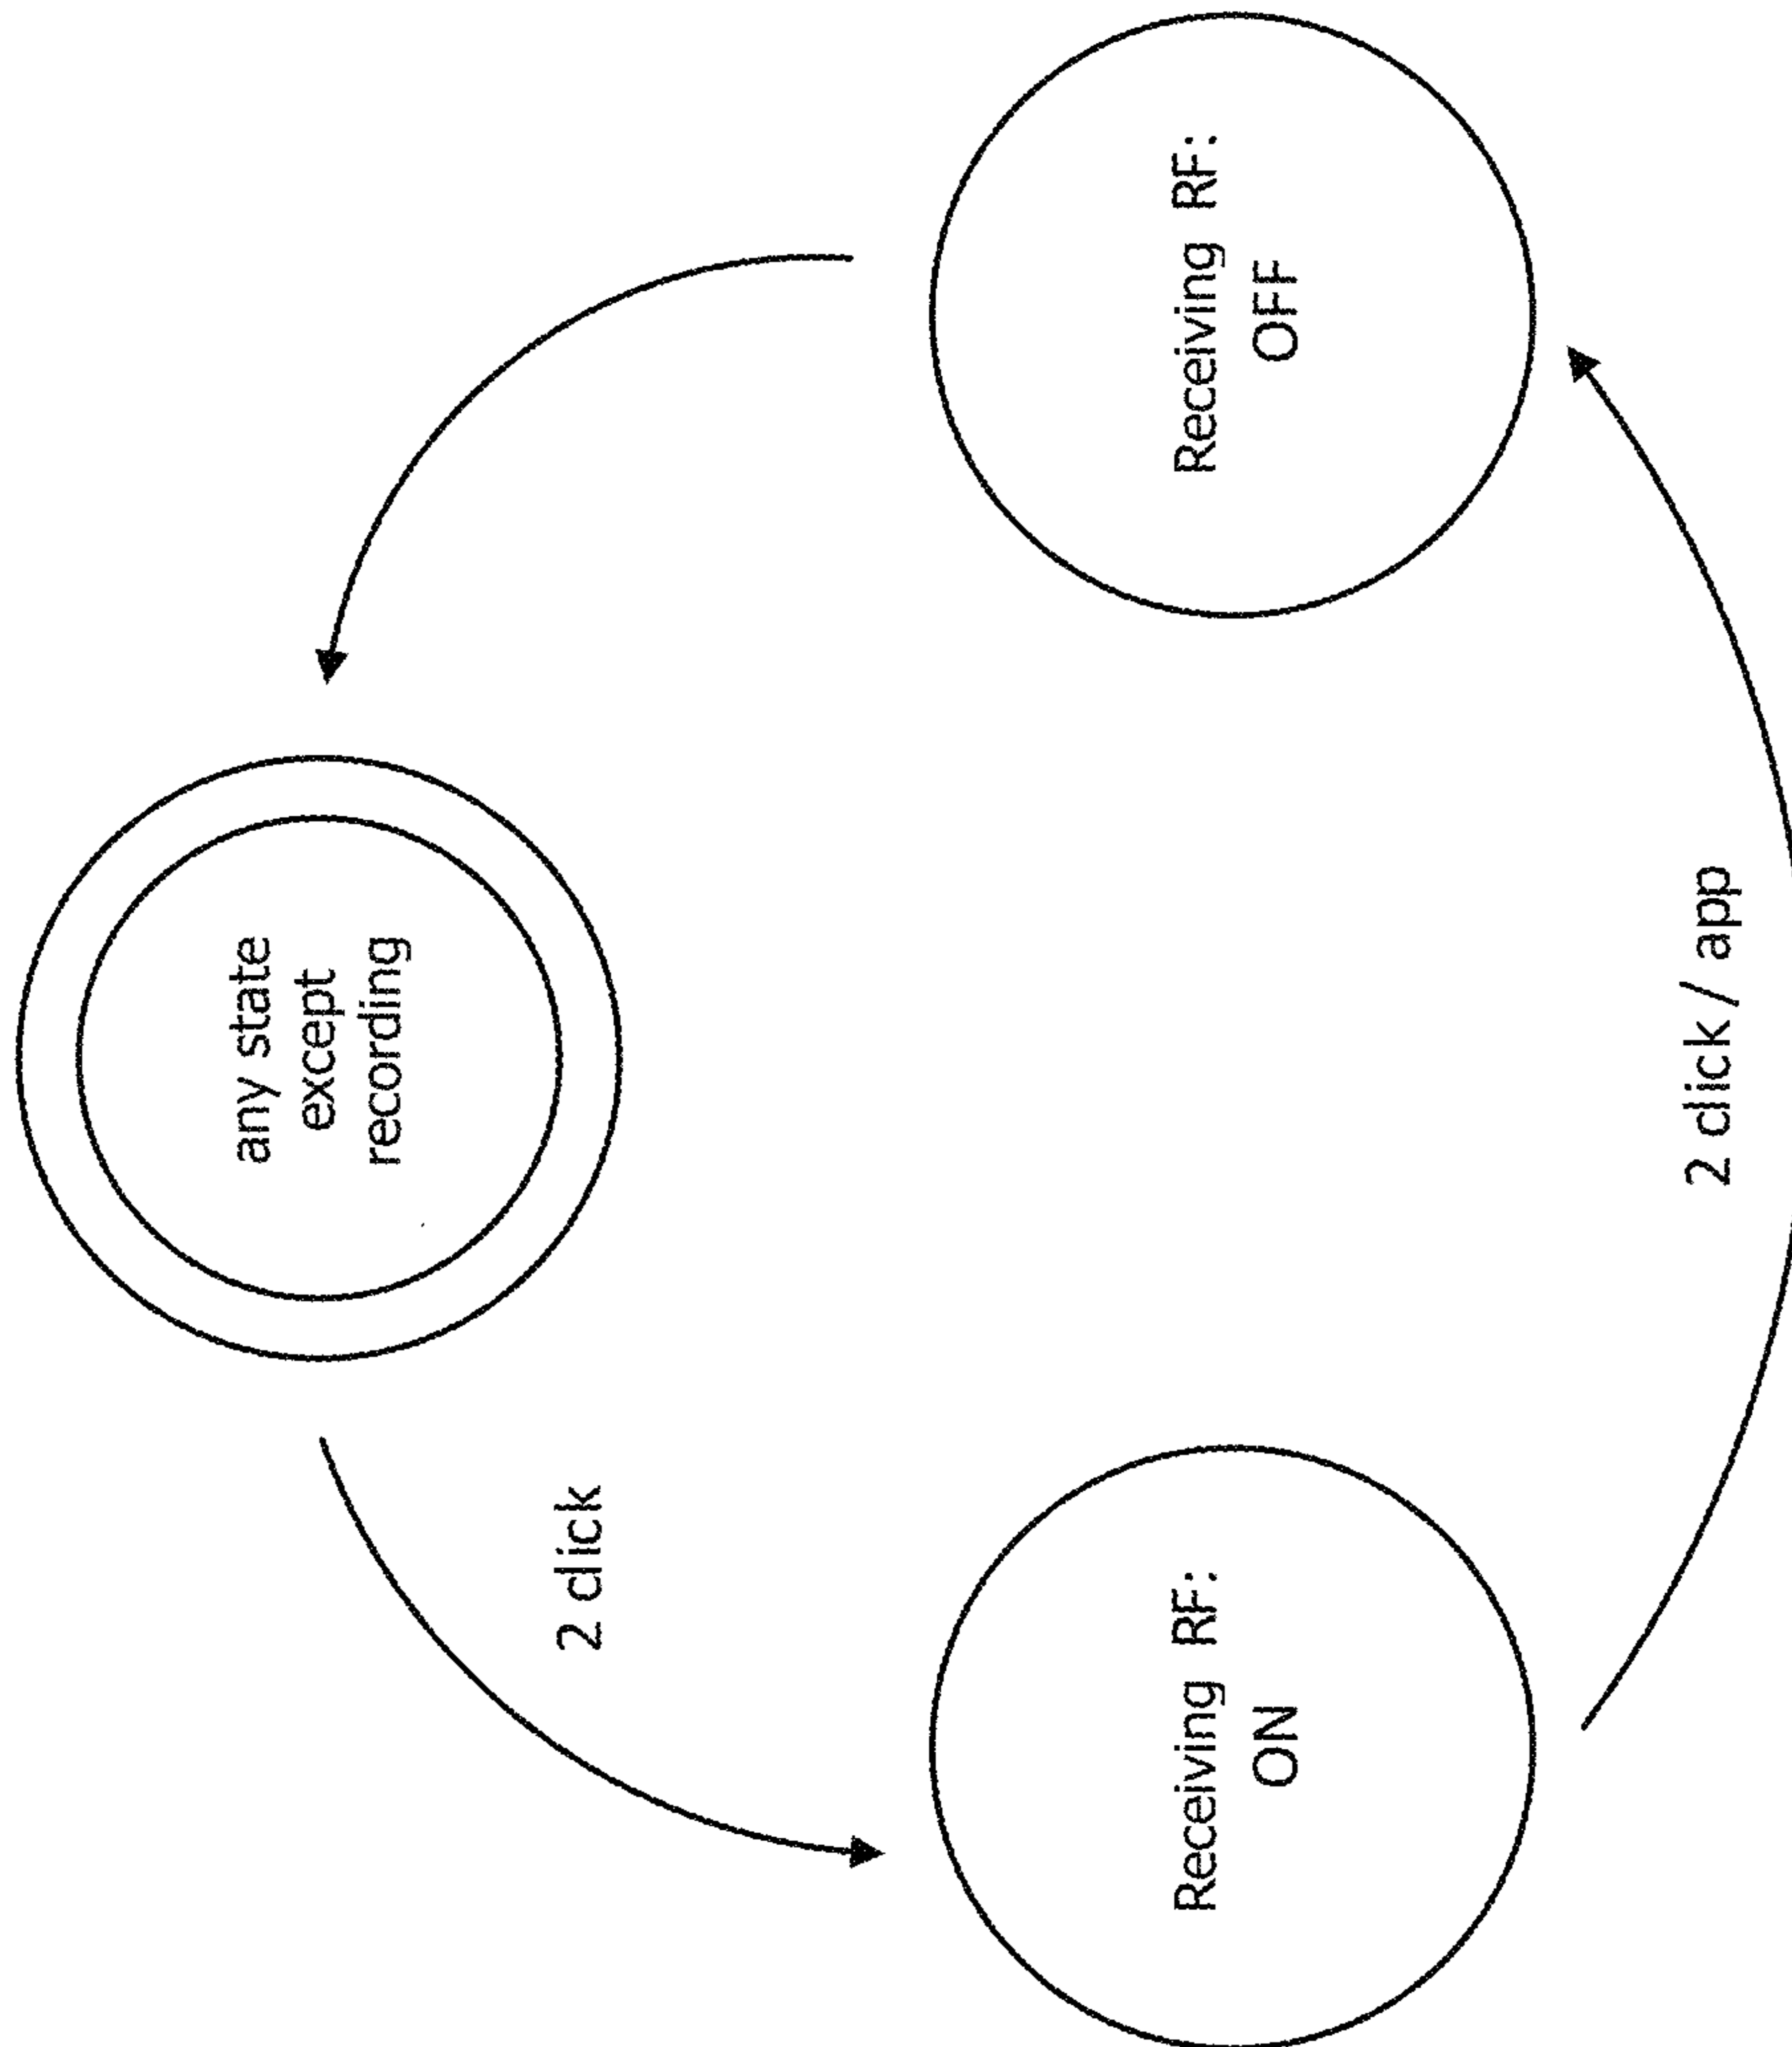 any state
except
recording
2 click
Receiving RF:
ON
Receiving RF:
OFF
2 click / app